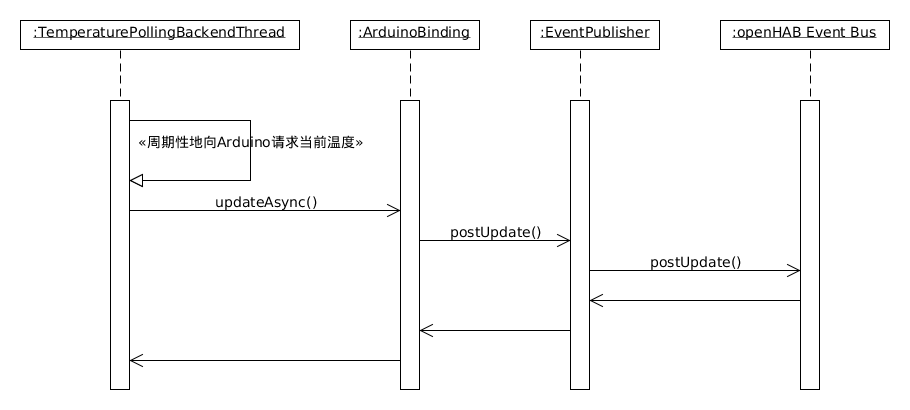 :TemperaturePollingBackendThread
:ArduinoBinding
:EventPublisher
:openHAB Event Bus
«周期性地向Arduino请求当前温度»
updateAsync()
postUpdate()
postUpdate()